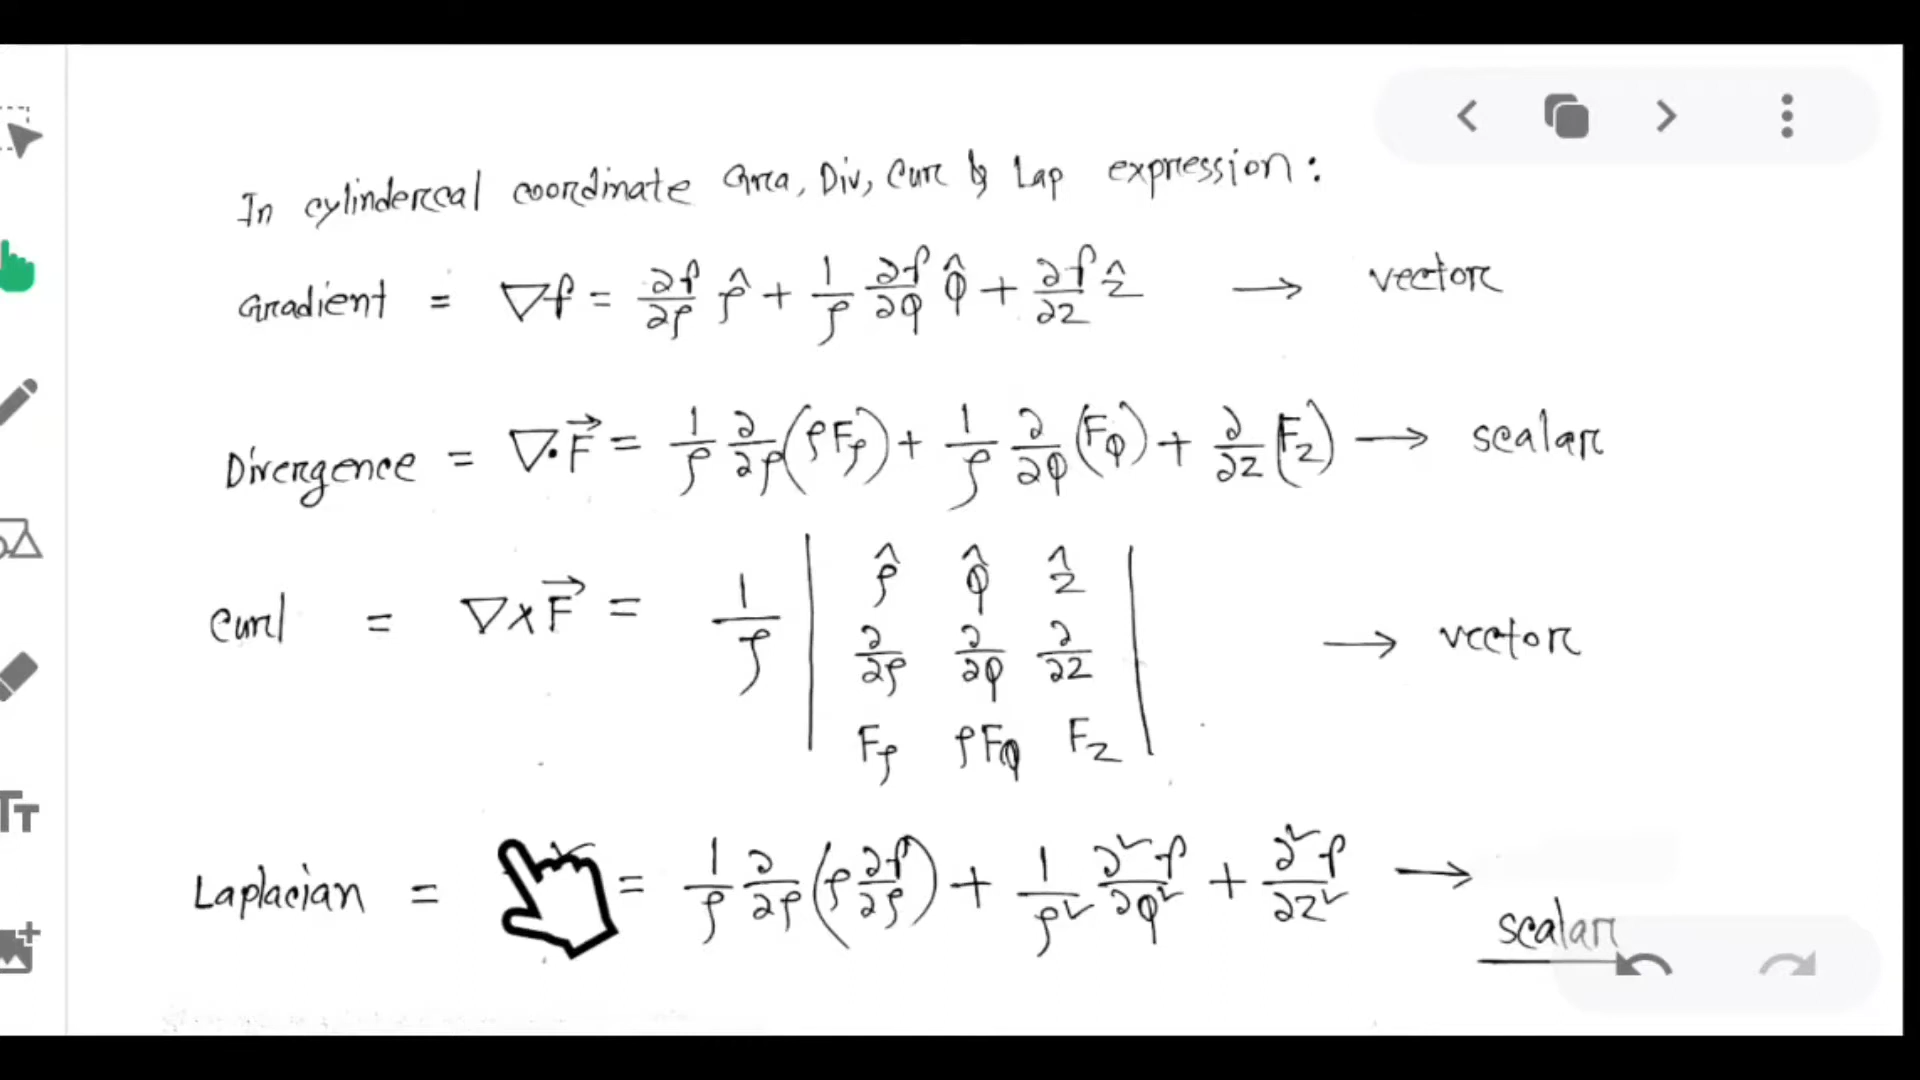 In cylinderical coordinate Gra, Div, Curl & Lap expression:
Gradient = ∇f = ∂f/∂ρ ρ̂ + 1/ρ ∂f/∂φ φ̂ + ∂f/∂z ẑ → vector
Divergence = ∇·F⃗ = 1/ρ ∂/∂ρ (ρFρ) + 1/ρ ∂/∂φ (Fφ) + ∂/∂z (Fz) → scalar
Curl = ∇×F⃗ = 1/ρ | ρ̂ φ̂ ẑ |
| ∂/∂ρ ∂/∂φ ∂/∂z | → vector
| Fρ ρFφ Fz |
Laplacian = = 1/ρ ∂/∂ρ (ρ ∂f/∂ρ) + 1/ρ² ∂²f/∂φ² + ∂²f/∂z² →
scalar
TT